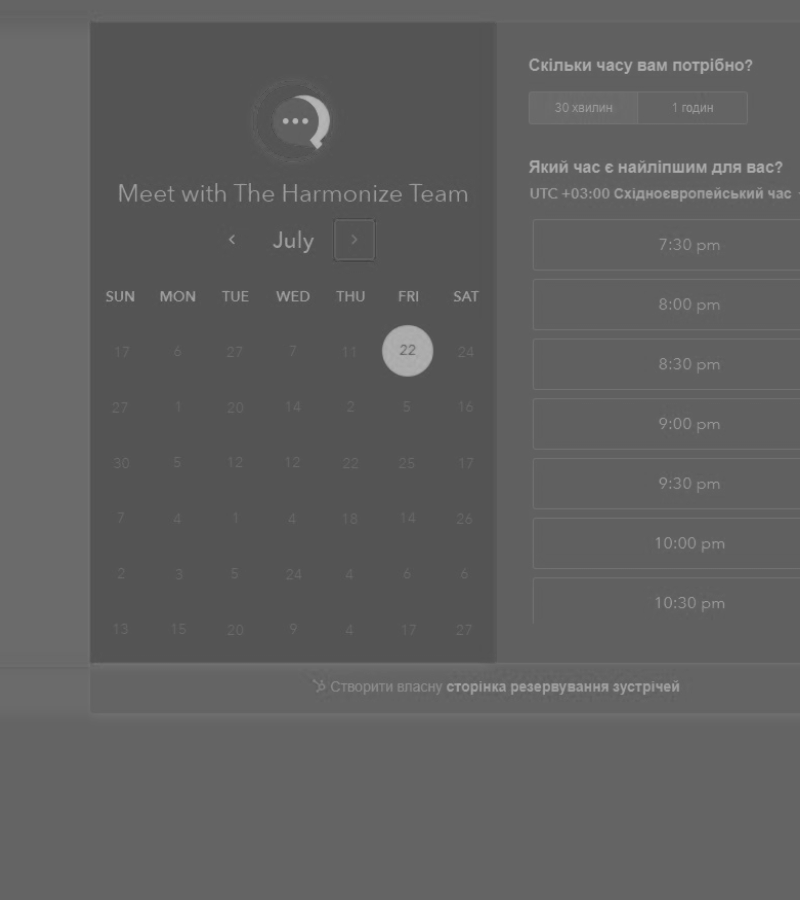 Meet with The Harmonize Team
July
SUN MON TUE WED THU FRI SAT
17 6 27 7 11 22 24
27 1 20 14 2 5 16
30 5 12 12 22 25 17
7 4 1 4 18 14 26
2 3 5 24 4 6 6
13 15 20 9 4 17 27
Скільки часу вам потрібно?
30 хвилин 1 годин
Який час є найліпшим для вас?
UTC +03:00 Східноєвропейський час
7:30 pm
8:00 pm
8:30 pm
9:00 pm
9:30 pm
10:00 pm
10:30 pm
Створити власну сторінка резервування зустрічей